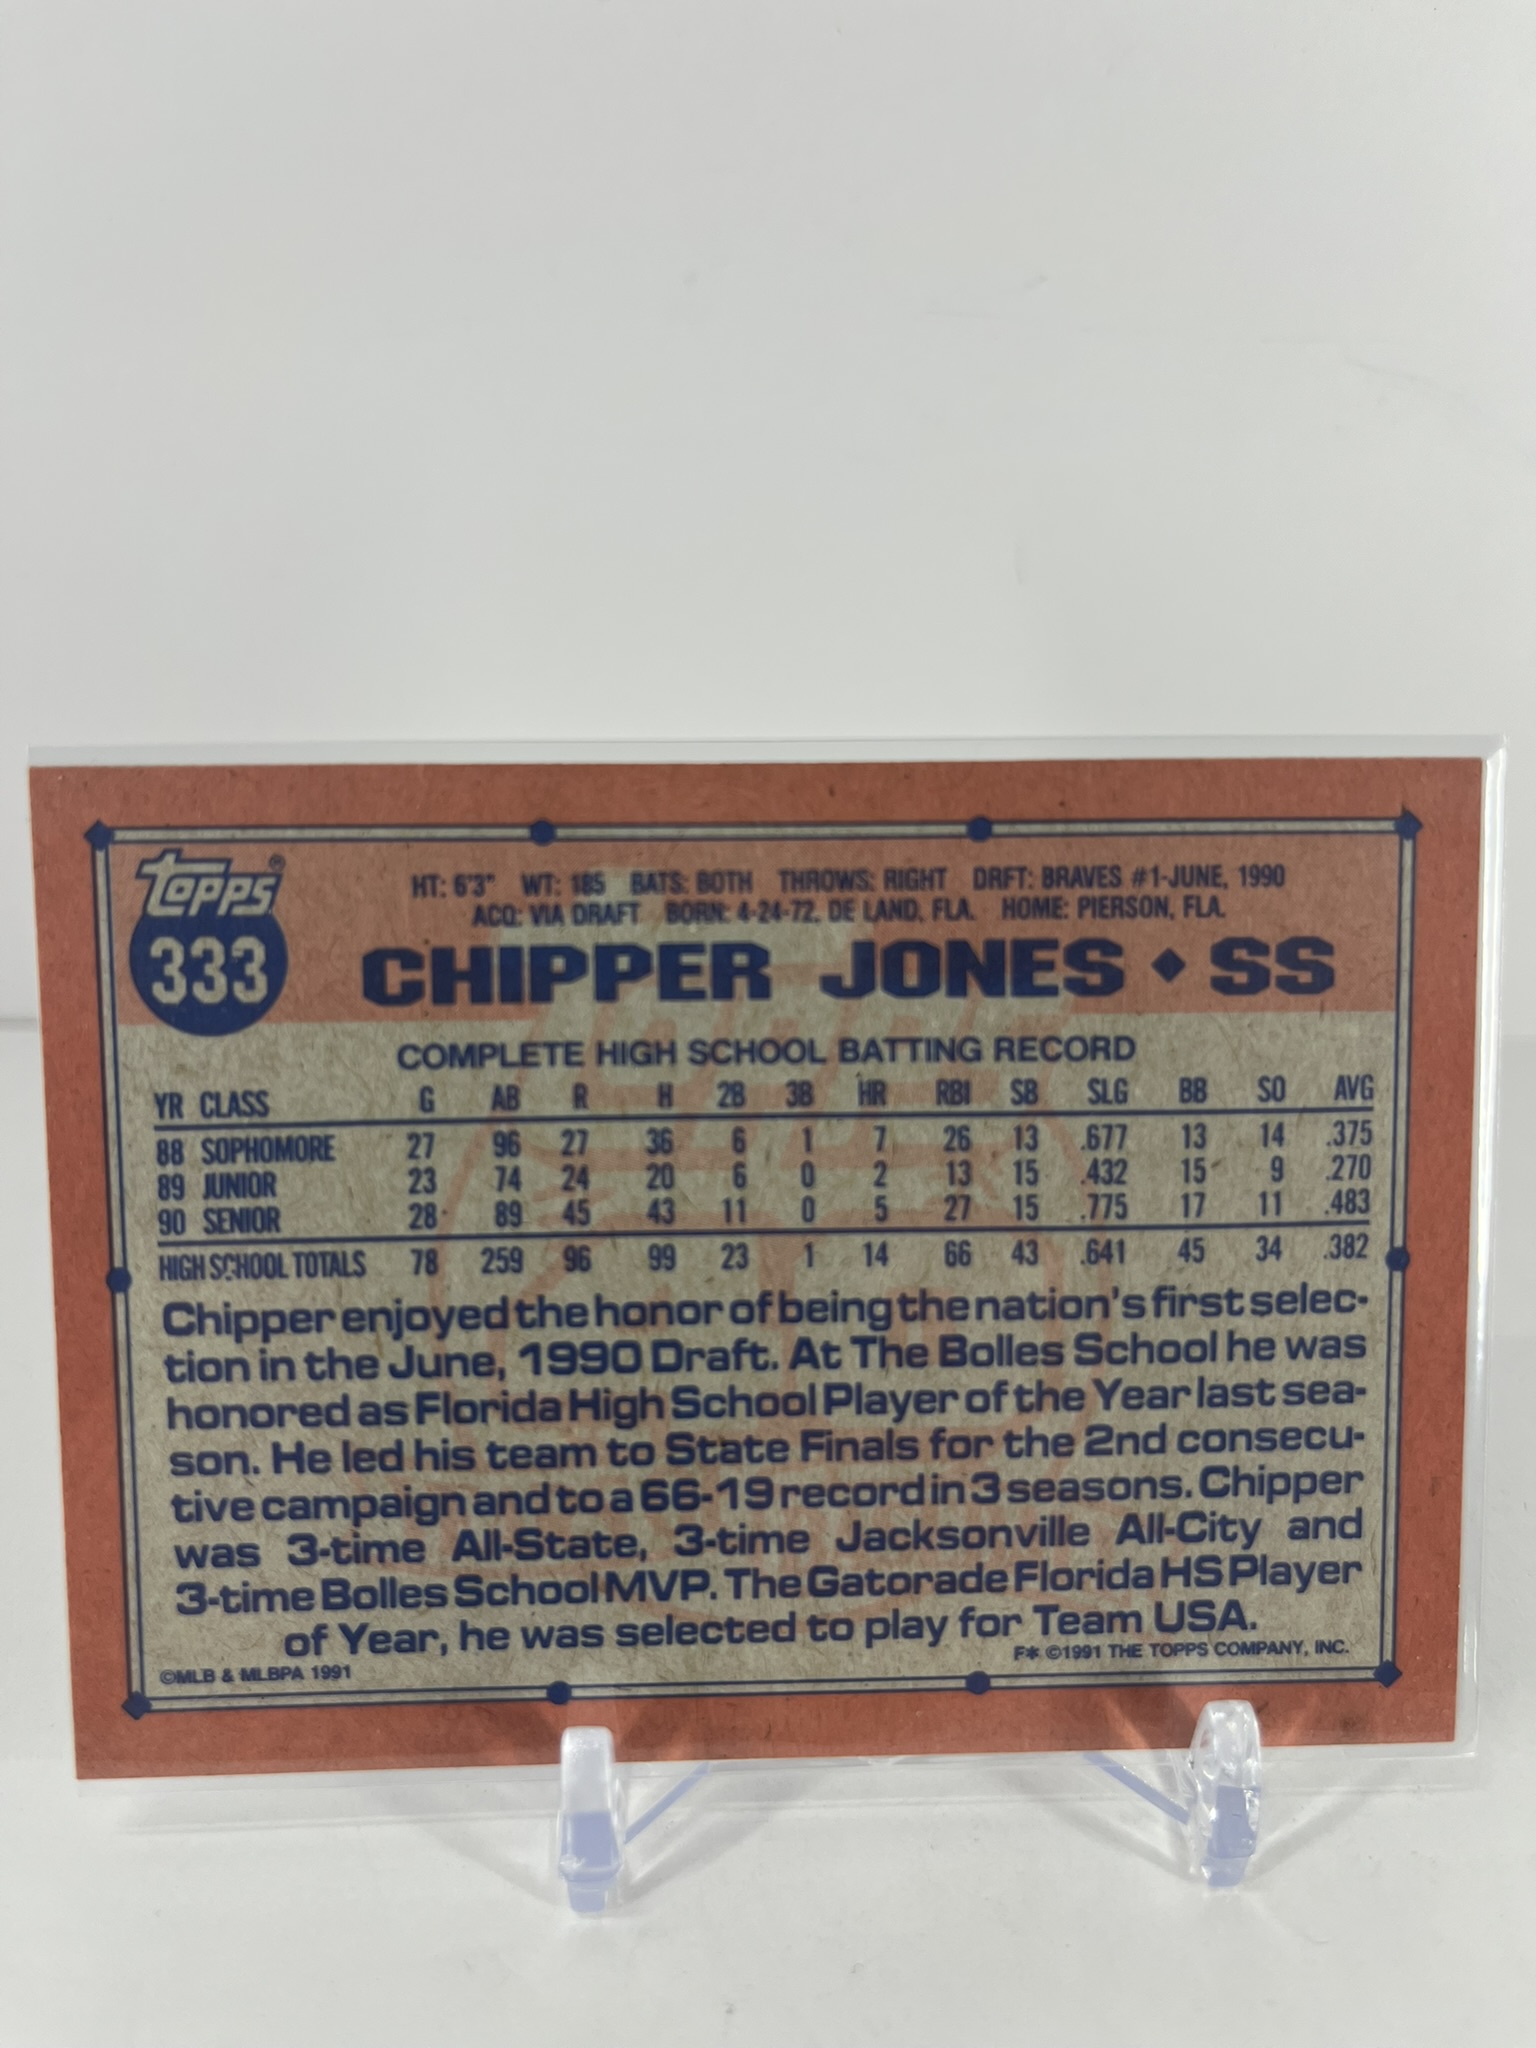 Topps®
333
HT: 6'3" WT: 185 BATS: BOTH THROWS: RIGHT DRFT: BRAVES #1-JUNE, 1990
ACQ: VIA DRAFT BORN: 4-24-72, DE LAND, FLA. HOME: PIERSON, FLA.
CHIPPER JONES ◆ SS
COMPLETE HIGH SCHOOL BATTING RECORD
YR CLASS G AB R H 2B 3B HR RBI SB SLG BB SO AVG
88 SOPHOMORE 27 96 27 36 6 1 7 26 13 .677 13 14 .375
89 JUNIOR 23 74 24 20 6 0 2 13 15 .432 15 9 .270
90 SENIOR 28 89 45 43 11 0 5 27 15 .775 17 11 .483
HIGH SCHOOL TOTALS 78 259 96 99 23 1 14 66 43 .641 45 34 .382
Chipper enjoyed the honor of being the nation's first selec-
tion in the June, 1990 Draft. At The Bolles School he was
honored as Florida High School Player of the Year last sea-
son. He led his team to State Finals for the 2nd consecu-
tive campaign and to a 66-19 record in 3 seasons. Chipper
was 3-time All-State, 3-time Jacksonville All-City and
3-time Bolles School MVP. The Gatorade Florida HS Player
of Year, he was selected to play for Team USA.
©MLB & MLBPA 1991 F* ©1991 THE TOPPS COMPANY, INC.